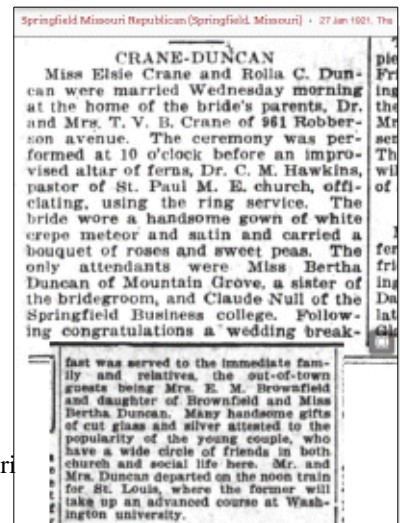 Springfield Missouri Republican (Springfield, Missouri) · 27 Jan 1921, Thu
CRANE-DUNCAN
Miss Elsie Crane and Rolla C. Dun-
can were married Wednesday morning
at the home of the bride's parents, Dr.
and Mrs. T. V. B. Crane of 961 Robber-
son avenue. The ceremony was per-
formed at 10 o'clock before an impro-
vised altar of ferns, Dr. C. M. Hawkins,
pastor of St. Paul M. E. church, offi-
ciating, using the ring service. The
bride wore a handsome gown of white
crepe meteor and satin and carried a
bouquet of roses and sweet peas. The
only attendants were Miss Bertha
Duncan of Mountain Grove, a sister of
the bridegroom, and Claude Null of the
Springfield Business college. Follow-
ing congratulations a wedding break-
fast was served to the immediate fam-
ily and relatives, the out-of-town
guests being Mrs. E. M. Brownfield
and daughter of Brownfield and Miss
Bertha Duncan. Many handsome gifts
of cut glass and silver attested to the
popularity of the young couple, who
have a wide circle of friends in both
church and social life here. Mr. and
Mrs. Duncan departed on the noon train
for St. Louis, where the former will
take up an advanced course at Wash-
ington university.
ri